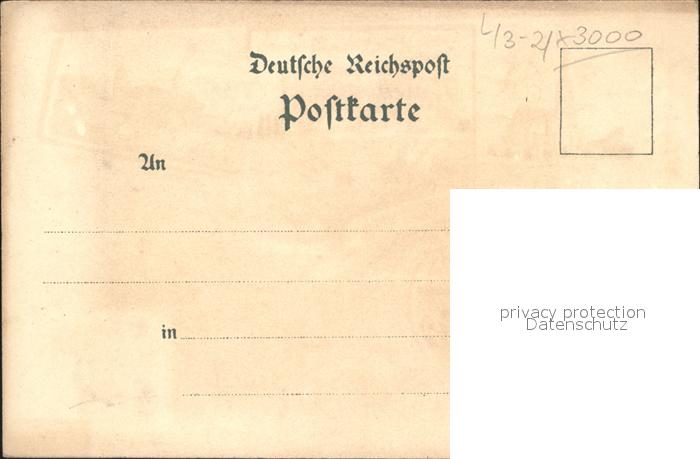 4/3-2/x3000
Deutsche Reichspost
Postkarte
An
in
privacy protection
Datenschutz